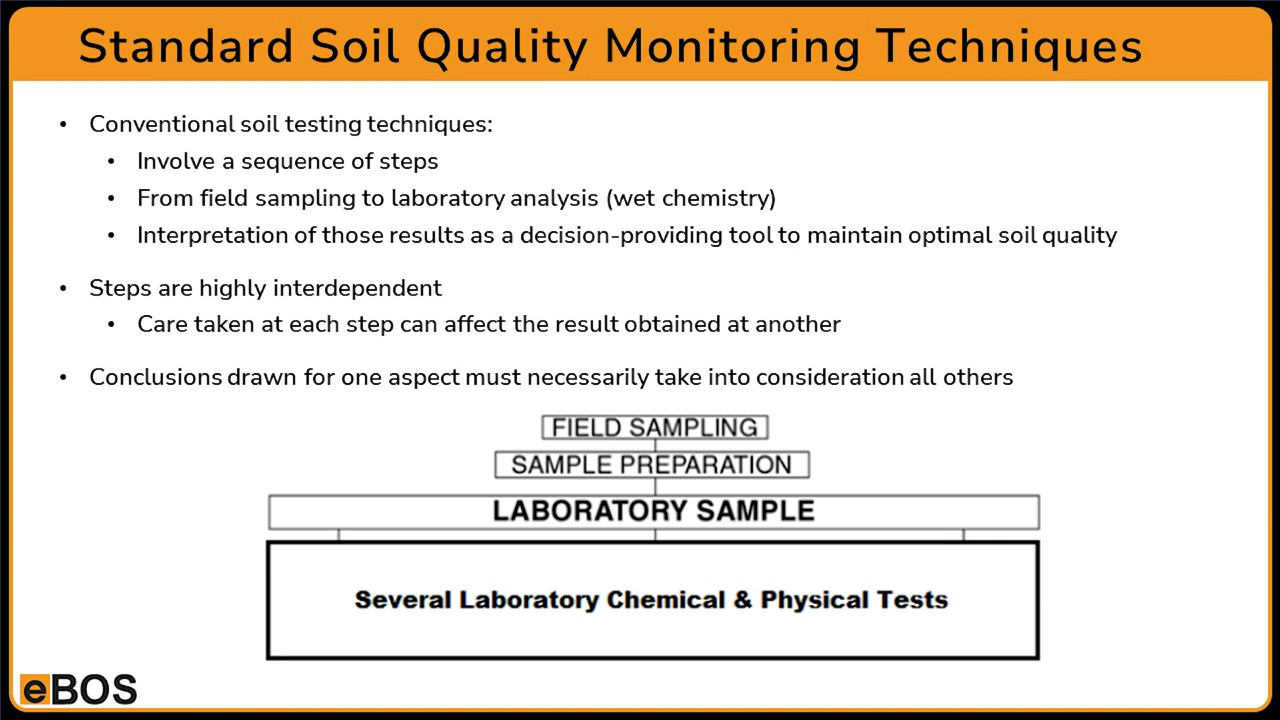 Standard Soil Quality Monitoring Techniques
• Conventional soil testing techniques:
• Involve a sequence of steps
• From field sampling to laboratory analysis (wet chemistry)
• Interpretation of those results as a decision-providing tool to maintain optimal soil quality
• Steps are highly interdependent
• Care taken at each step can affect the result obtained at another
• Conclusions drawn for one aspect must necessarily take into consideration all others
FIELD SAMPLING
SAMPLE PREPARATION
LABORATORY SAMPLE
Several Laboratory Chemical & Physical Tests
eBOS